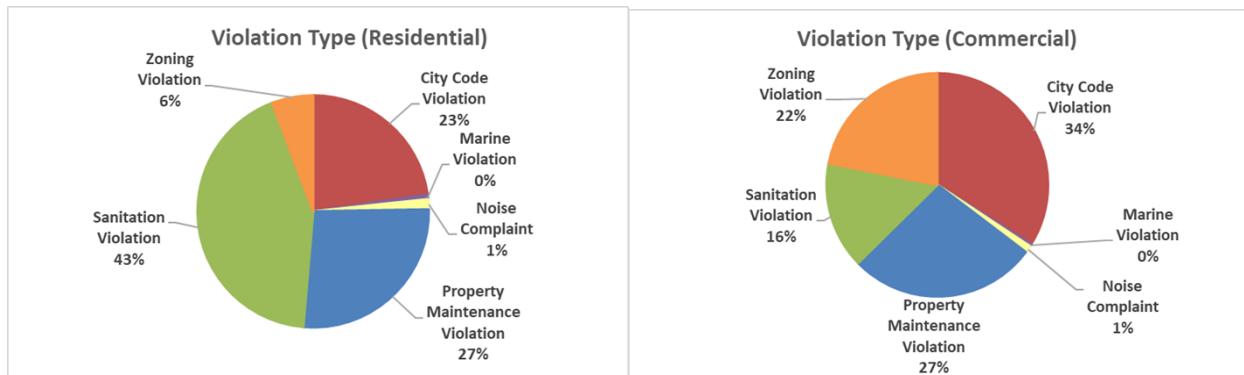 Violation Type (Residential)
Zoning
Violation
6%
City Code
Violation
23%
Marine
Violation
0%
Noise
Complaint
1%
Sanitation
Violation
43%
Property
Maintenance
Violation
27%
Violation Type (Commercial)
Zoning
Violation
22%
City Code
Violation
34%
Sanitation
Violation
16%
Marine
Violation
0%
Noise
Complaint
1%
Property
Maintenance
Violation
27%